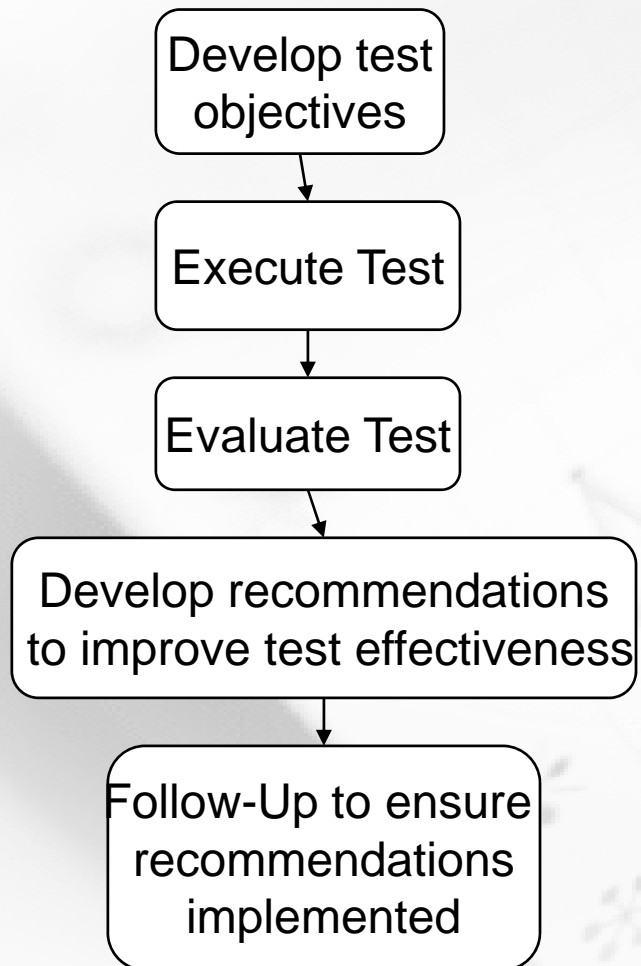 Develop test
objectives
Execute Test
Evaluate Test
Develop recommendations
to improve test effectiveness
Follow-Up to ensure
recommendations
implemented